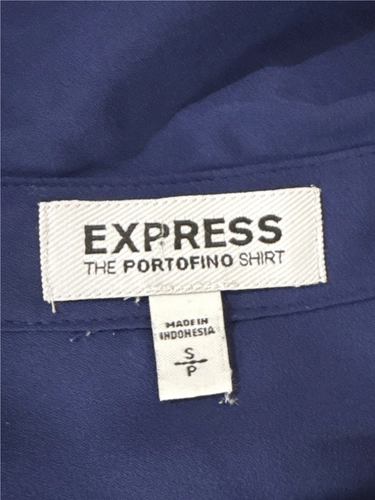 EXPRESS
THE PORTOFINO SHIRT
MADE IN
INDONESIA
S
P